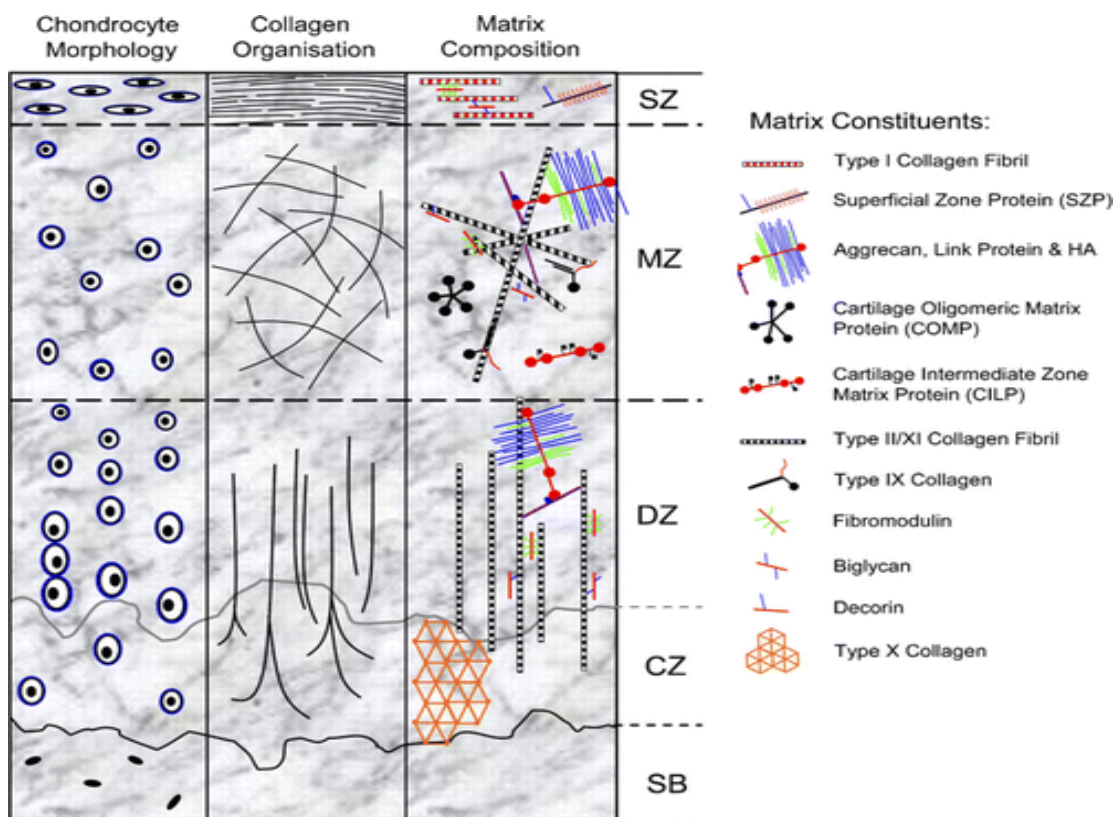 Chondrocyte
Morphology
Collagen
Organisation
Matrix
Composition
SZ
MZ
DZ
CZ
SB
Matrix Constituents:
Type I Collagen Fibril
Superficial Zone Protein (SZP)
Aggrecan, Link Protein & HA
Cartilage Oligomeric Matrix
Protein (COMP)
Cartilage Intermediate Zone
Matrix Protein (CILP)
Type II/XI Collagen Fibril
Type IX Collagen
Fibromodulin
Biglycan
Decorin
Type X Collagen